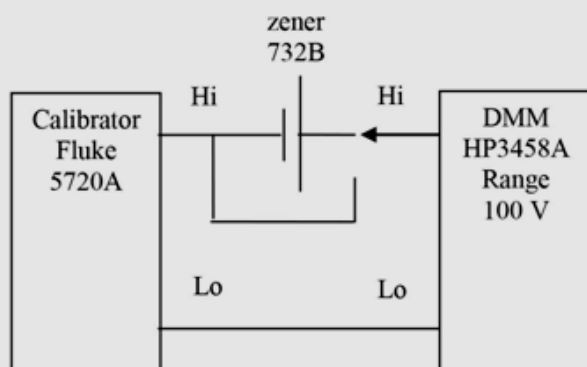 zener
732B
Hi
Hi
Calibrator
Fluke
5720A
DMM
HP3458A
Range
100 V
Lo
Lo